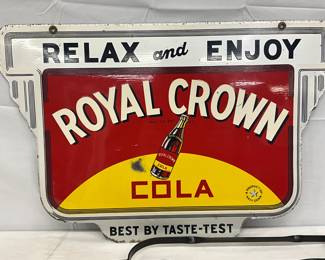 RELAX and ENJOY
ROYAL CROWN
COLA
BEST BY TASTE-TEST